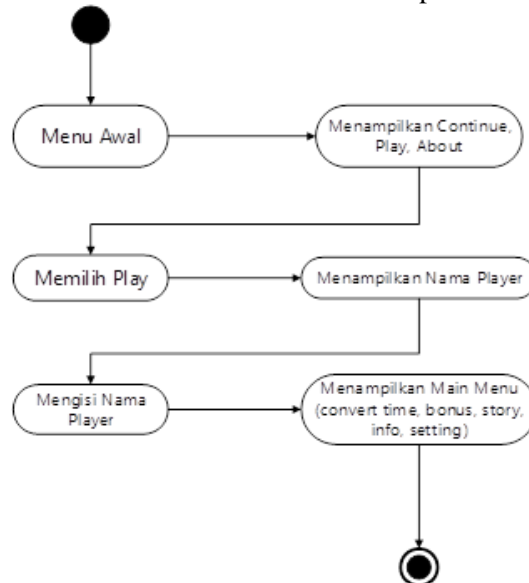 Menu Awal
Menampilkan Continue,
Play, About
Memilih Play
Menampilkan Nama Player
Mengisi Nama
Player
Menampilkan Main Menu
(convert time, bonus, story,
info, setting)